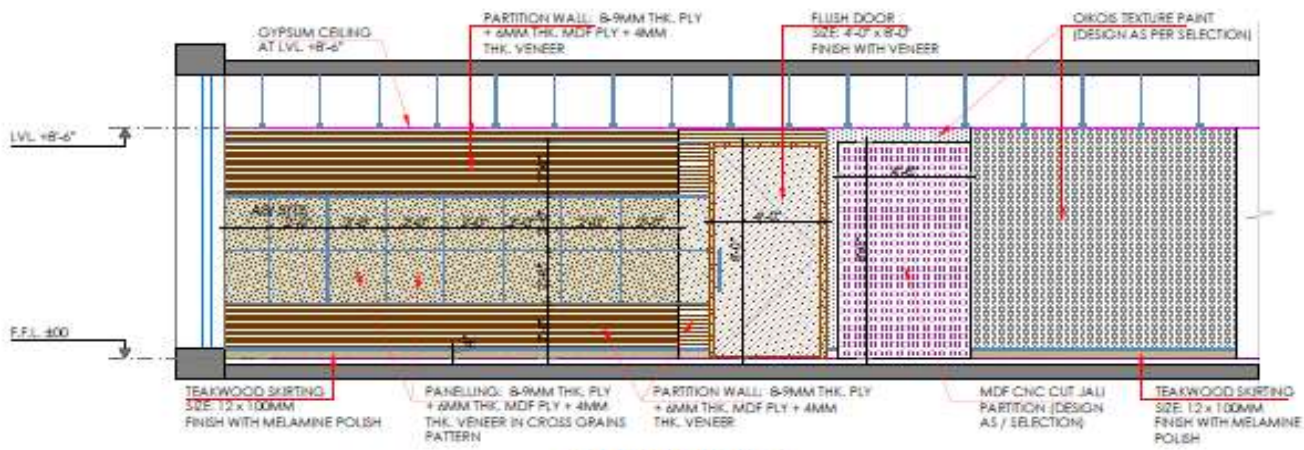 GYPSUM CEILING
AT LVL. +8'-6"
PARTITION WALL: 8-9MM THK. PLY
+ 6MM THK. MDF PLY + 4MM
THK. VENEER
FLUSH DOOR
SIZE: 4'-0" x 8'-0"
FINISH WITH VENEER
OIKOIS TEXTURE PAINT
(DESIGN AS PER SELECTION)
LVL. +8'-6"
4'-0"
8'-0"
F.F.L. ±00
TEAKWOOD SKIRTING
SIZE: 12 x 100MM
FINISH WITH MELAMINE POLISH
PANELLING: 8-9MM THK. PLY
+ 6MM THK. MDF PLY + 4MM
THK. VENEER IN CROSS GRAINS
PATTERN
PARTITION WALL: 8-9MM THK. PLY
+ 6MM THK. MDF PLY + 4MM
THK. VENEER
MDF CNC CUT JALI
PARTITION (DESIGN
AS / SELECTION)
TEAKWOOD SKIRTING
SIZE: 12 x 100MM
FINISH WITH MELAMINE
POLISH